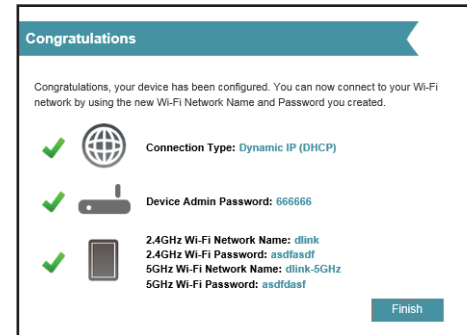 Congratulations
Congratulations, your device has been configured. You can now connect to your Wi-Fi
network by using the new Wi-Fi Network Name and Password you created.
Connection Type: Dynamic IP (DHCP)
Device Admin Password: 666666
2.4GHz Wi-Fi Network Name: dlink
2.4GHz Wi-Fi Password: asdfasdf
5GHz Wi-Fi Network Name: dlink-5GHz
5GHz Wi-Fi Password: asdfdasf
Finish